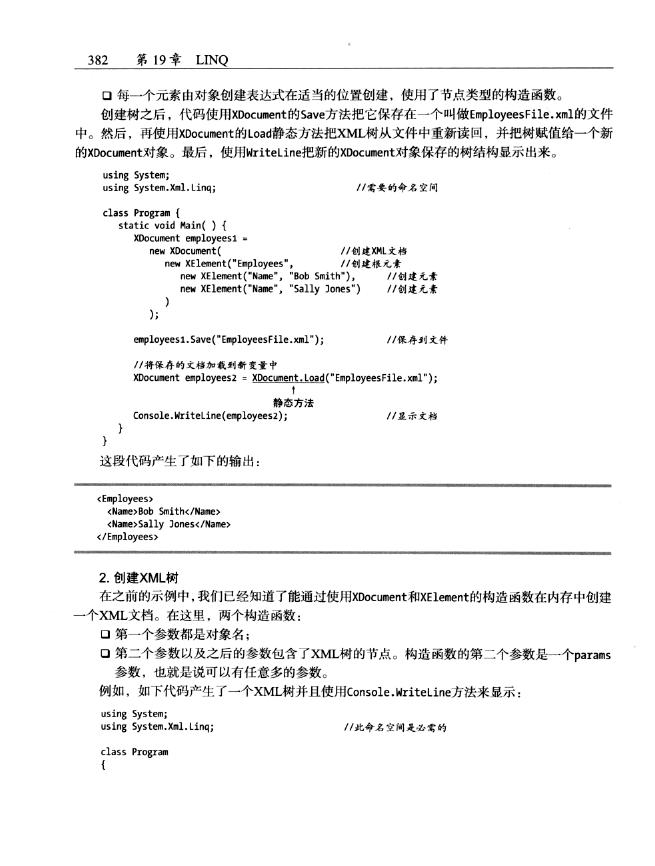 382 第 19 章 LINQ
□ 每一个元素由对象创建表达式在适当的位置创建，使用了节点类型的构造函数。
创建树之后，代码使用XDocument的Save方法把它保存在一个叫做EmployeesFile.xml的文件
中。然后，再使用XDocument的Load静态方法把XML树从文件中重新读回，并把树赋值给一个新
的XDocument对象。最后，使用WriteLine把新的XDocument对象保存的树结构显示出来。
using System;
using System.Xml.Linq; //需要的命名空间
class Program {
static void Main( ) {
XDocument employees1 =
new XDocument( //创建XML文档
new XElement("Employees", //创建根元素
new XElement("Name", "Bob Smith"), //创建元素
new XElement("Name", "Sally Jones") //创建元素
)
);
employees1.Save("EmployeesFile.xml"); //保存到文件
//将保存的文档加载到新变量中
XDocument employees2 = XDocument.Load("EmployeesFile.xml");
↑
静态方法
Console.WriteLine(employees2); //显示文档
}
}
这段代码产生了如下的输出：
<Employees>
<Name>Bob Smith</Name>
<Name>Sally Jones</Name>
</Employees>
2. 创建XML树
在之前的示例中，我们已经知道了能通过使用XDocument和XElement的构造函数在内存中创建
一个XML文档。在这里，两个构造函数：
□ 第一个参数都是对象名；
□ 第二个参数以及之后的参数包含了XML树的节点。构造函数的第二个参数是一个params
参数，也就是说可以有任意多的参数。
例如，如下代码产生了一个XML树并且使用Console.WriteLine方法来显示：
using System;
using System.Xml.Linq; //此命名空间是必需的
class Program
{